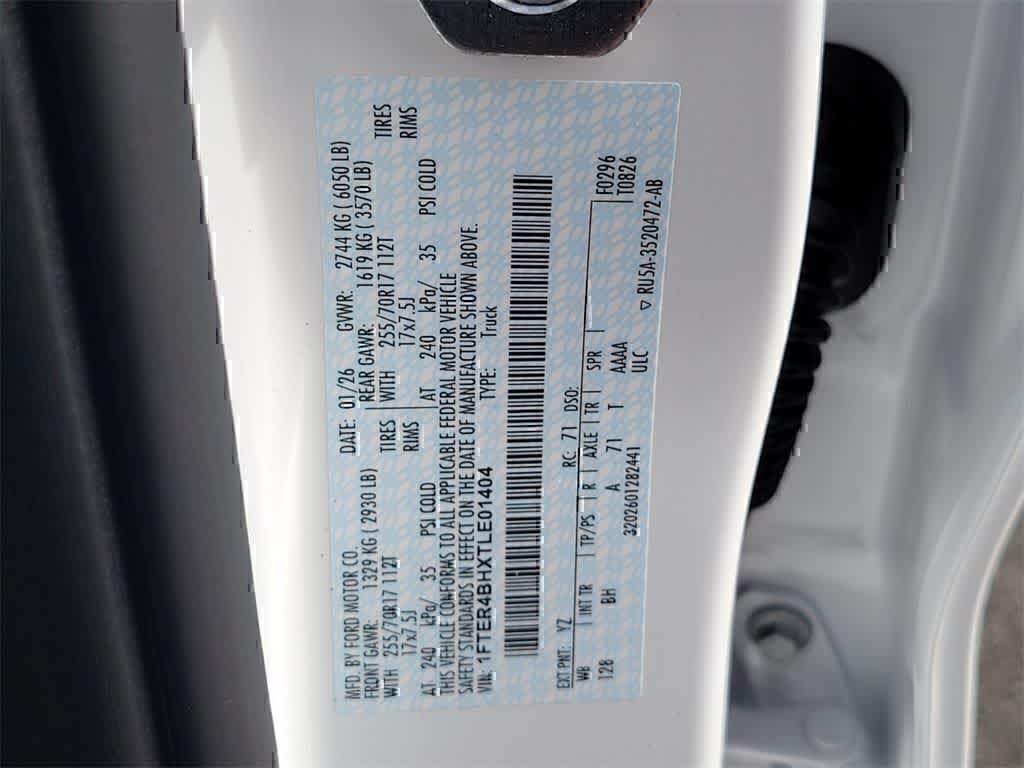 MFD. BY FORD MOTOR CO. DATE: 01/26 GVWR: 2744 KG ( 6050 LB)
FRONT GAWR: 1329 KG ( 2930 LB) REAR GAWR: 1619 KG ( 3570 LB)
WITH 255/70R17 112T TIRES WITH 255/70R17 112T TIRES
17x7.5J RIMS 17x7.5J RIMS
AT 240 kPa/ 35 PSI COLD AT 240 kPa/ 35 PSI COLD
THIS VEHICLE CONFORMS TO ALL APPLICABLE FEDERAL MOTOR VEHICLE
SAFETY STANDARDS IN EFFECT ON THE DATE OF MANUFACTURE SHOWN ABOVE.
VIN: 1FTER4BHXTLE01404 TYPE: Truck
EXT PNT: YZ RC: 71 DSO:
WB INT TR TP/PS R AXLE TR SPR F0296
128 BH A 71 T AAAA T0826
ULC
3202601282441 ▽ RU5A-3520472-AB